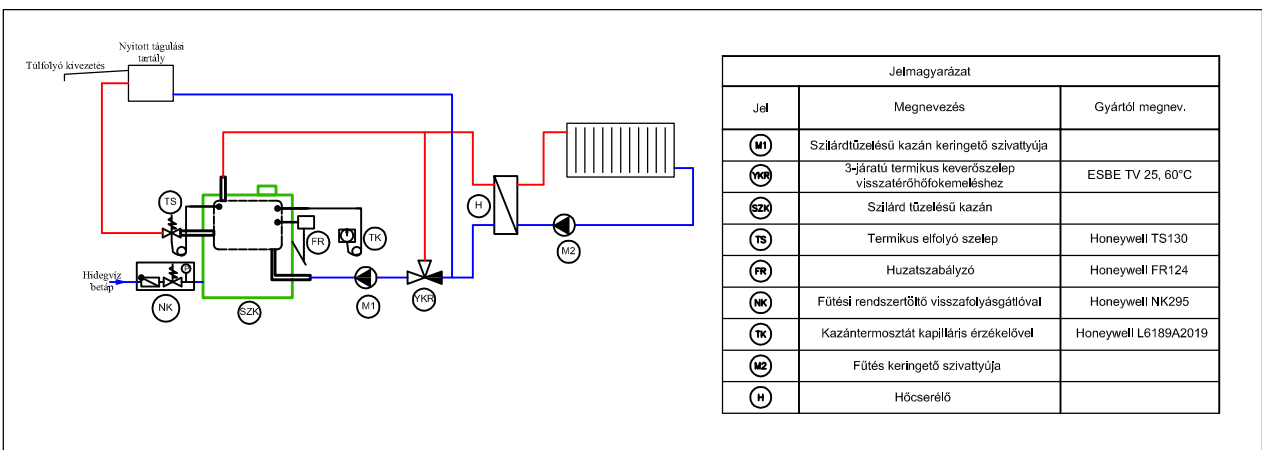 Nyitott tágulási
tartály
Túlfolyó kivezetés
TS
H
FR
TK
M2
Hidegvíz
betáp
NK
SZK
M1
YKR
Jelmagyarázat
Jel Megnevezés Gyártól megnev.
M1 Szilárdtüzelésű kazán keringető szivattyúja
YKR 3-járatú termikus keverőszelep
visszatérőhőfokemeléshez ESBE TV 25, 60°C
SZK Szilárd tüzelésű kazán
TS Termikus elfolyó szelep Honeywell TS130
FR Huzatszabályzó Honeywell FR124
NK Fűtési rendszertöltő visszafolyásgátlóval Honeywell NK295
TK Kazántermosztát kapilláris érzékelővel Honeywell L6189A2019
M2 Fűtés keringető szivattyúja
H Hőcserélő